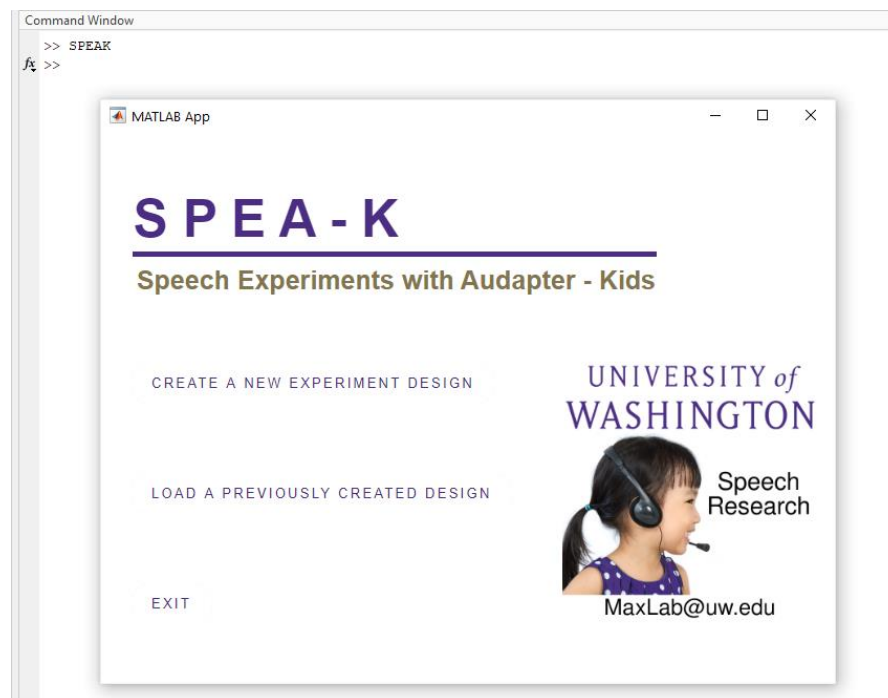 Command Window
>> SPEAK
fx >>
MATLAB App
SPEA-K
Speech Experiments with Audapter - Kids
CREATE A NEW EXPERIMENT DESIGN
LOAD A PREVIOUSLY CREATED DESIGN
EXIT
UNIVERSITY of
WASHINGTON
Speech
Research
MaxLab@uw.edu